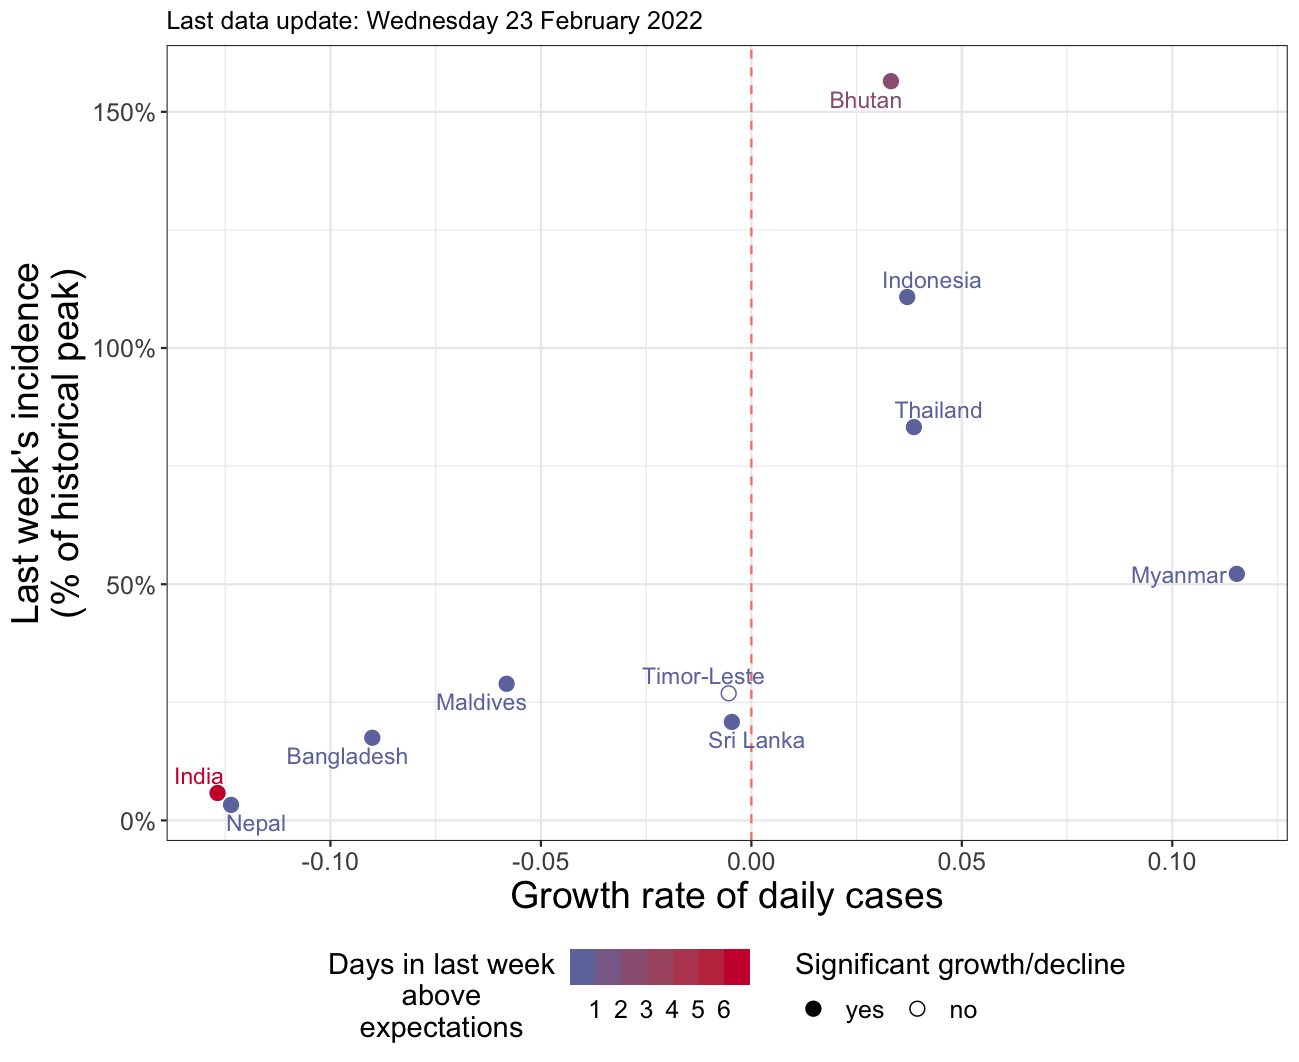 Last data update: Wednesday 23 February 2022
Last week's incidence
(% of historical peak)
150%
100%
50%
0%
Bhutan
Indonesia
Thailand
Myanmar
Timor-Leste
Maldives
Sri Lanka
Bangladesh
India
Nepal
-0.10 -0.05 0.00 0.05 0.10
Growth rate of daily cases
Days in last week
above
expectations
1 2 3 4 5 6
Significant growth/decline
yes no